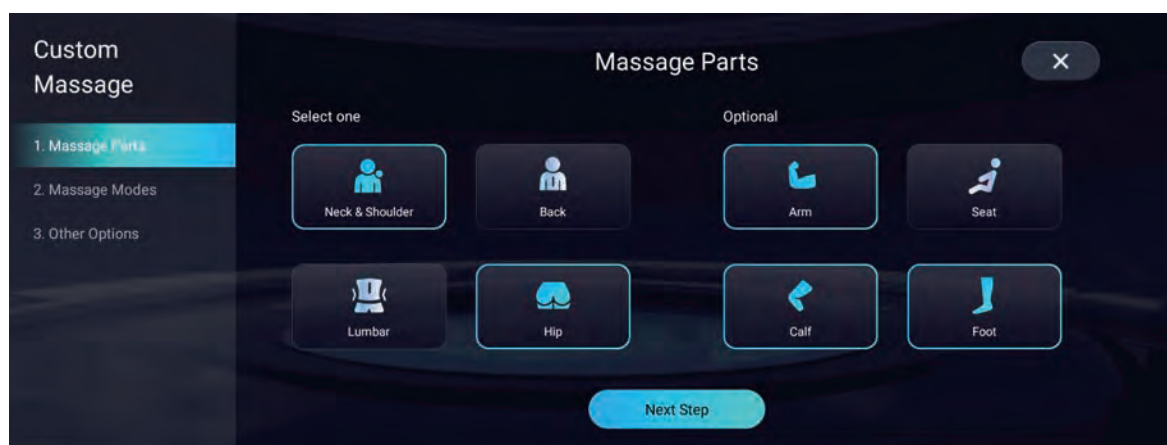 Custom
Massage
1. Massage Parts
2. Massage Modes
3. Other Options
Massage Parts
Select one
Optional
Neck & Shoulder
Back
Arm
Seat
Lumbar
Hip
Calf
Foot
Next Step